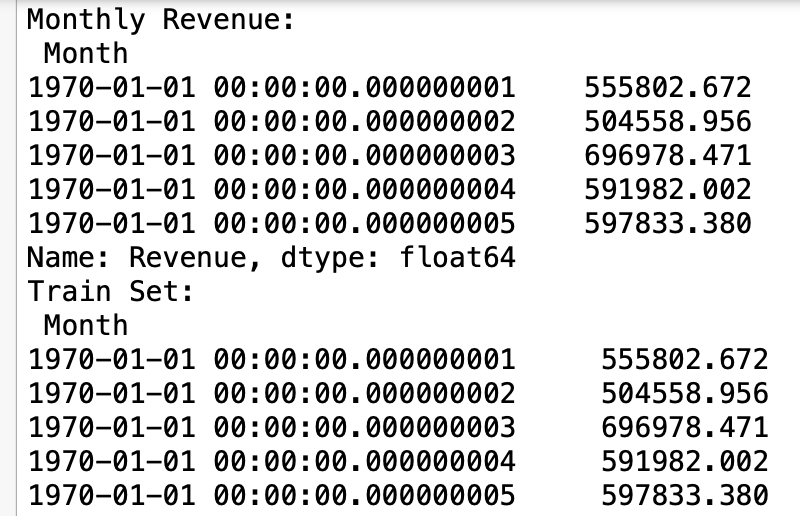 Monthly Revenue:
Month
1970-01-01 00:00:00.000000001 555802.672
1970-01-01 00:00:00.000000002 504558.956
1970-01-01 00:00:00.000000003 696978.471
1970-01-01 00:00:00.000000004 591982.002
1970-01-01 00:00:00.000000005 597833.380
Name: Revenue, dtype: float64
Train Set:
Month
1970-01-01 00:00:00.000000001 555802.672
1970-01-01 00:00:00.000000002 504558.956
1970-01-01 00:00:00.000000003 696978.471
1970-01-01 00:00:00.000000004 591982.002
1970-01-01 00:00:00.000000005 597833.380